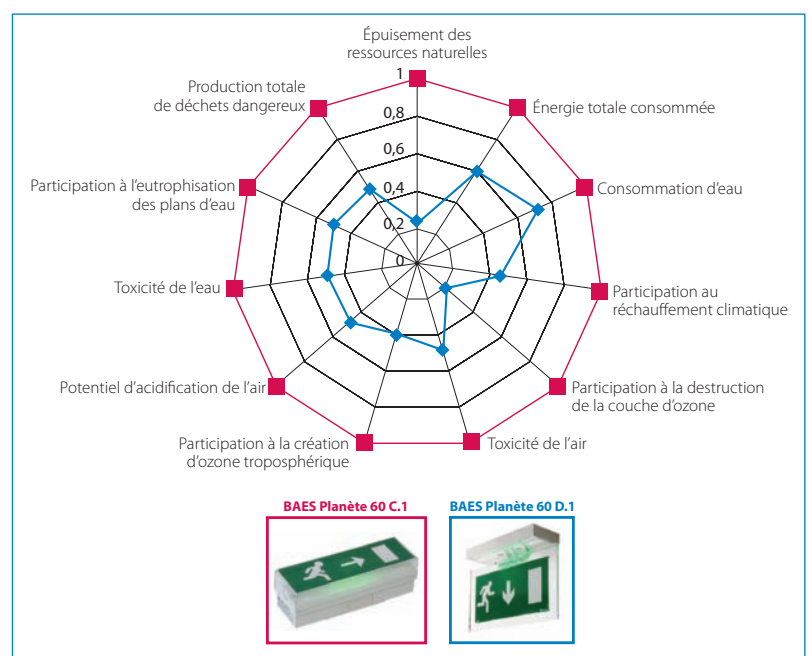 Épuisement des
ressources naturelles
1
Production totale
de déchets dangereux
Énergie totale consommée
0,8
0,6
Participation à l'eutrophisation
des plans d'eau
0,4
Consommation d'eau
0,2
0
Toxicité de l'eau
Participation au
réchauffement climatique
Potentiel d'acidification de l'air
Participation à la destruction
de la couche d'ozone
Participation à la création
d'ozone troposphérique
Toxicité de l'air
BAES Planète 60 C.1
BAES Planète 60 D.1